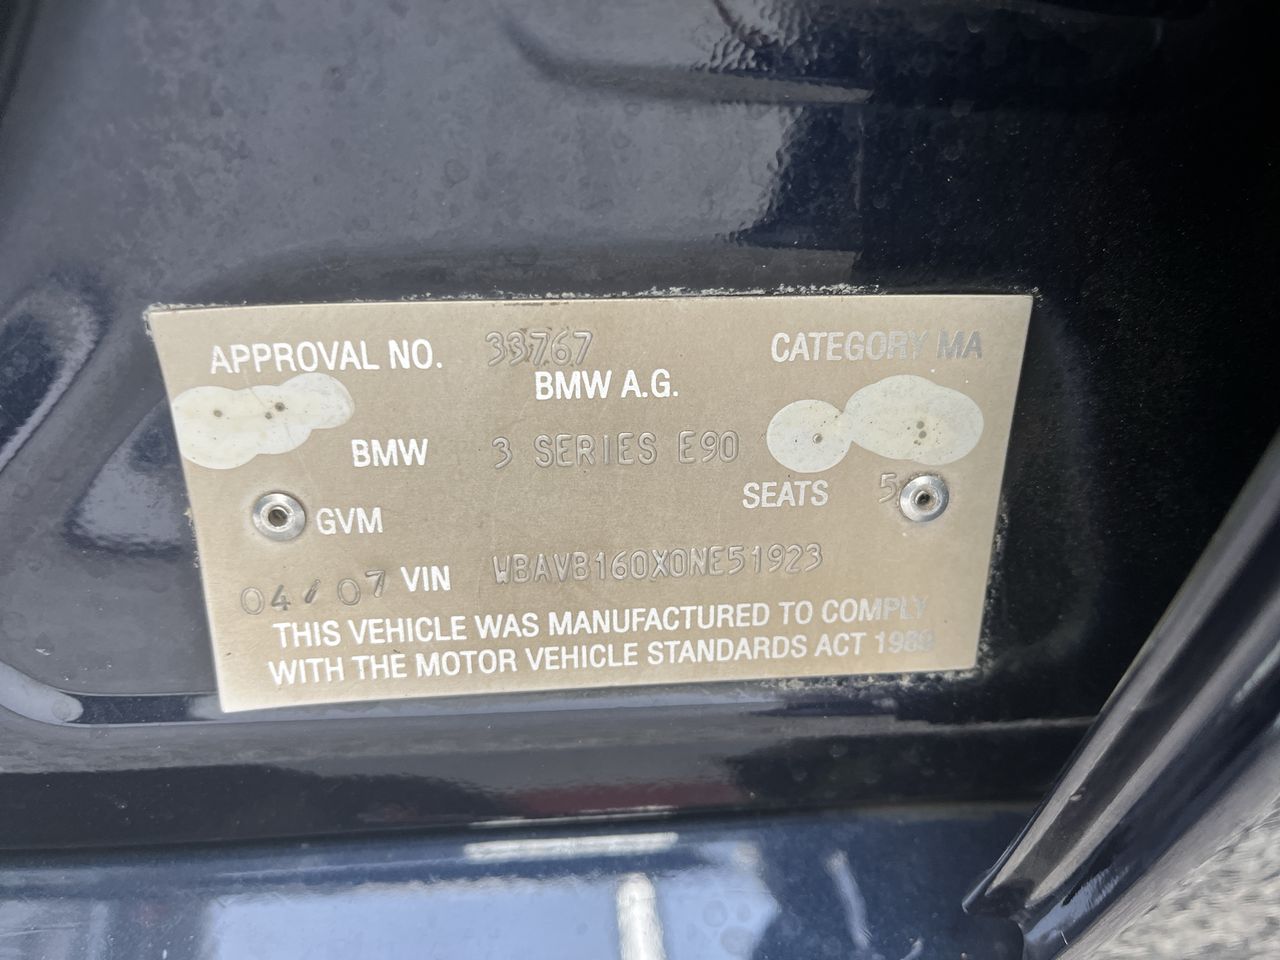 APPROVAL NO. 33767 CATEGORY MA
BMW A.G.
BMW 3 SERIES E90
SEATS 5
GVM
04/07 VIN WBAVB160X0NE51923
THIS VEHICLE WAS MANUFACTURED TO COMPLY
WITH THE MOTOR VEHICLE STANDARDS ACT 1989